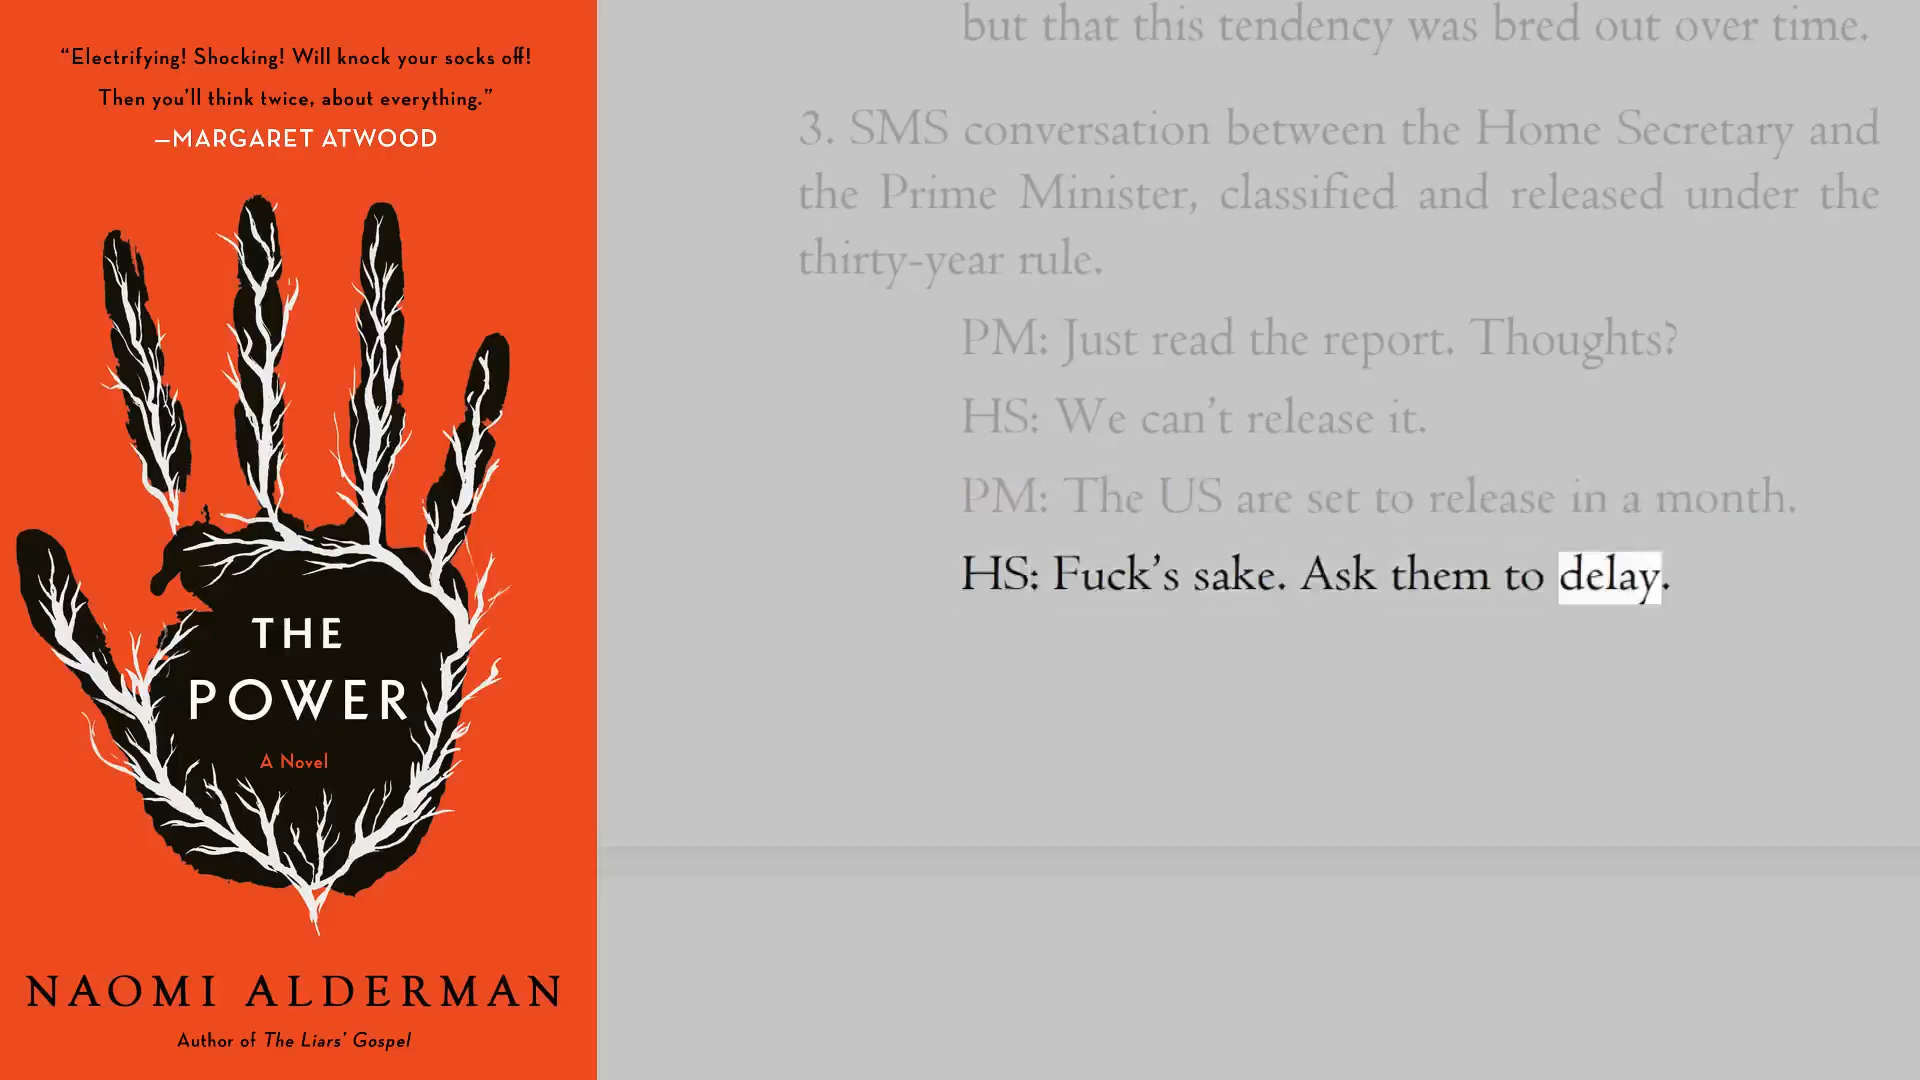 “Electrifying! Shocking! Will knock your socks off!
Then you’ll think twice, about everything.”
—MARGARET ATWOOD
THE
POWER
A Novel
NAOMI ALDERMAN
Author of The Liars’ Gospel
but that this tendency was bred out over time.
3. SMS conversation between the Home Secretary and
the Prime Minister, classified and released under the
thirty-year rule.
PM: Just read the report. Thoughts?
HS: We can’t release it.
PM: The US are set to release in a month.
HS: Fuck’s sake. Ask them to delay.